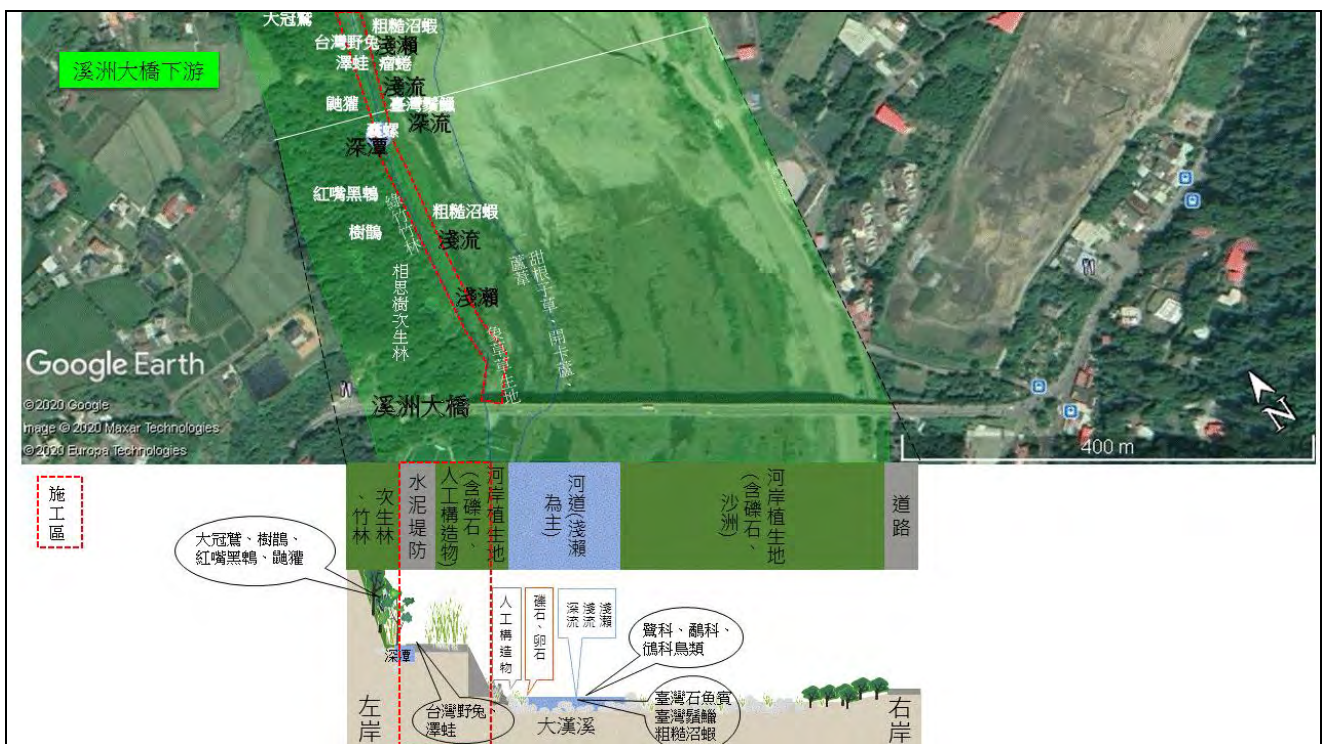 大冠鷲
粗糙沼蝦
台灣野兔
淺瀨
澤蛙
瘤蜷
溪洲大橋下游
淺流
鼬獾
臺灣鬚鱲
深流
深潭
紅嘴黑鵯
綠竹竹林
粗糙沼蝦
樹鵲
淺流
相思樹次生林
甜根子草、開卡蘆、
蘆葦
淺瀨
象草草生地
Google Earth
© 2020 Google
Image © 2020 Maxar Technologies
© 2020 Europa Technologies
溪洲大橋
N
400 m
施工區
次生林
、竹林
水泥堤防
河岸植生地
(含礫石、
人工構造物)
河道(淺瀨
為主)
河岸植生地
(含礫石、
沙洲)
道路
大冠鷲、樹鵲、
紅嘴黑鵯、鼬獾
人工構造物
礫石、卵石
淺瀨
淺流
深流
鷺科、鷸科、
鴴科鳥類
深潭
台灣野兔、
澤蛙
臺灣石魚賓
臺灣鬚鱲
粗糙沼蝦
左岸
大漢溪
右岸